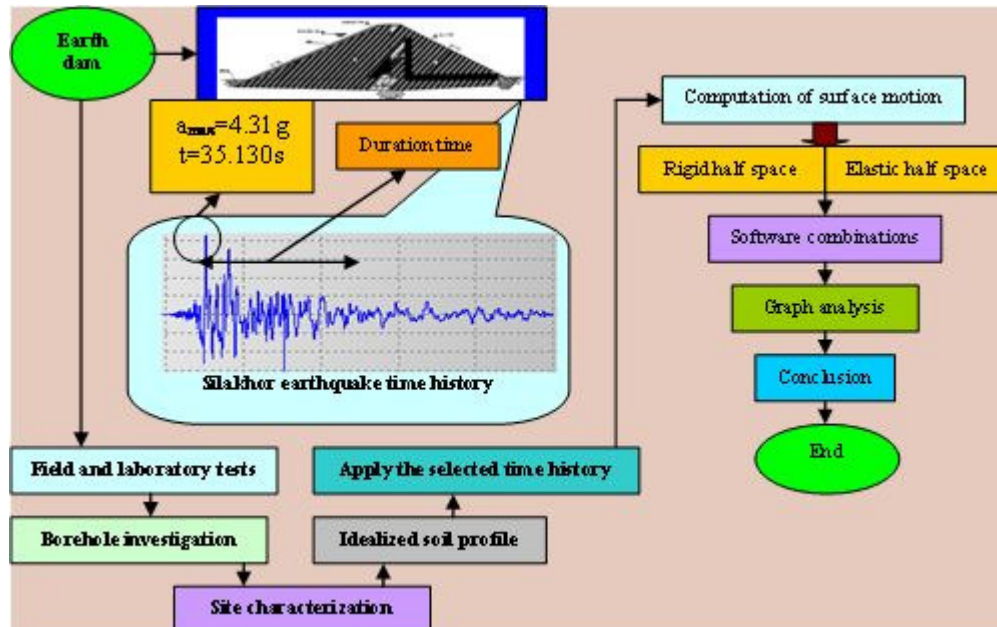 Earth
dam
a_max=4.31 g
t=35.130s
Duration time
Silakhor earthquake time history
Field and laboratory tests
Borehole investigation
Site characterization
Idealized soil profile
Apply the selected time history
Computation of surface motion
Rigid half space
Elastic half space
Software combinations
Graph analysis
Conclusion
End